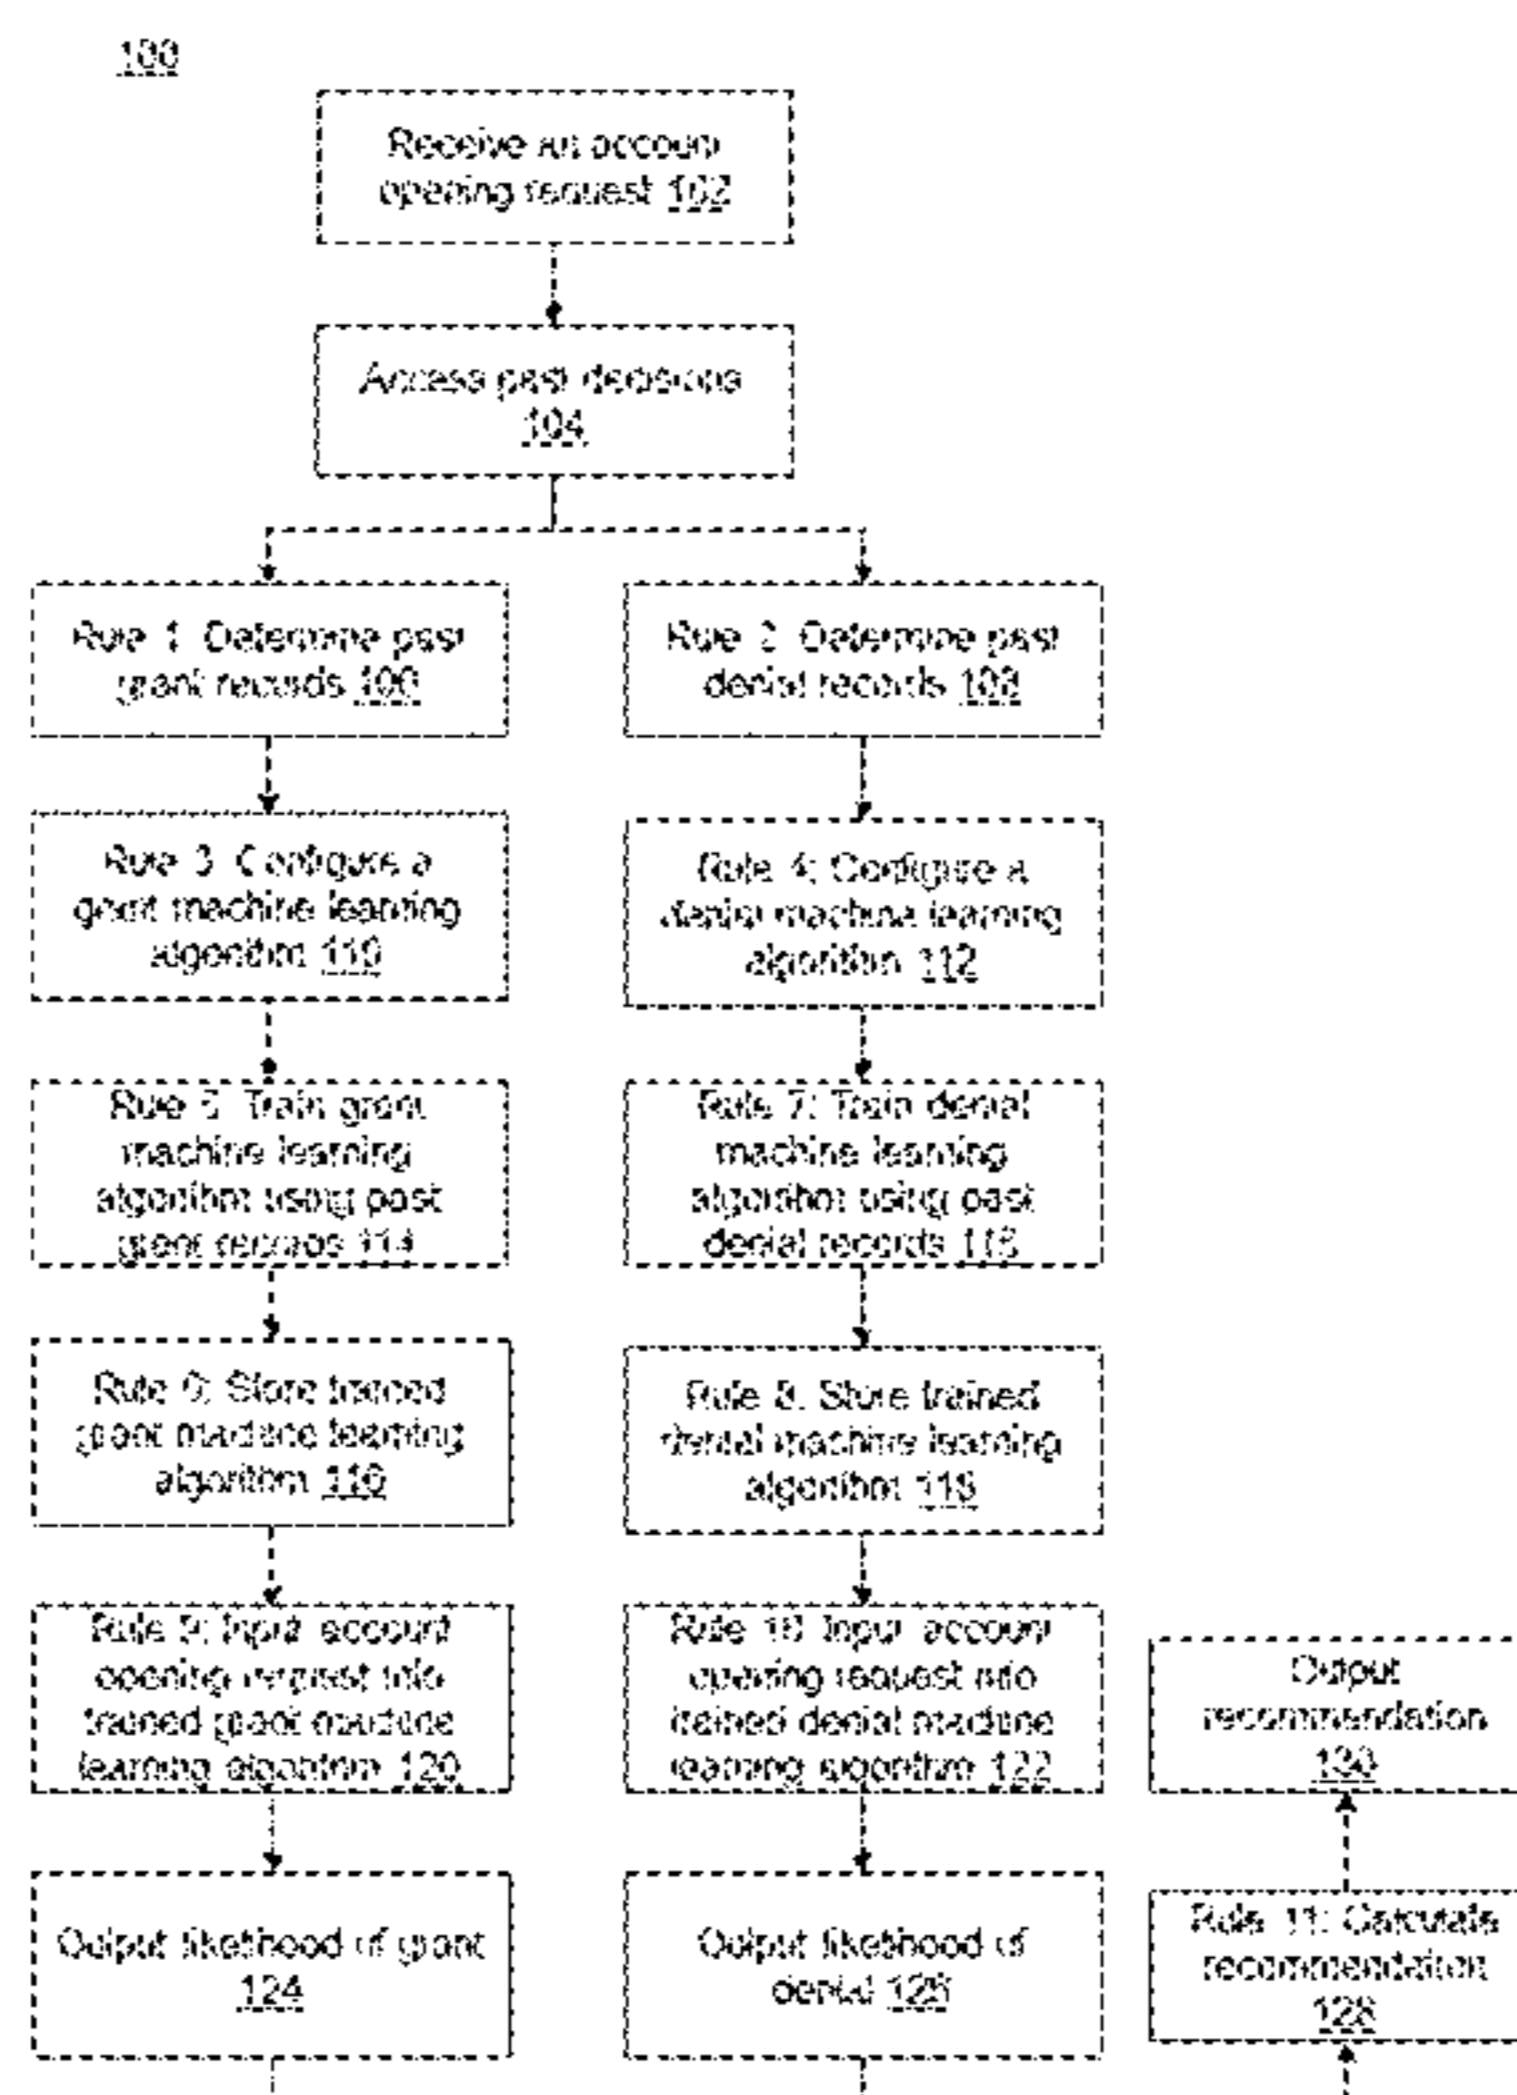 100
Receive an account
opening request 102
Access past decisions
104
Rule 1: Determine past
grant records 106
Rule 2: Determine past
denial records 108
Rule 3: Configure a
grant machine learning
algorithm 110
Rule 4: Configure a
denial machine learning
algorithm 112
Rule 5: Train grant
machine learning
algorithm using past
grant records 114
Rule 7: Train denial
machine learning
algorithm using past
denial records
Rule: Store trained
grant machine learning
algorithm
Rule 8: Store trained
denial machine learning
algorithm 118
Rule 9: Input account
opening request into
trained grant machine
learning algorithm 120
Rule 10: Input account
opening request into
trained denial machine
learning algorithm 122
Output likelihood of grant
124
Output likelihood of
denial 126
Output
recommendation
130
Rule 11: Calculate
recommendation
128